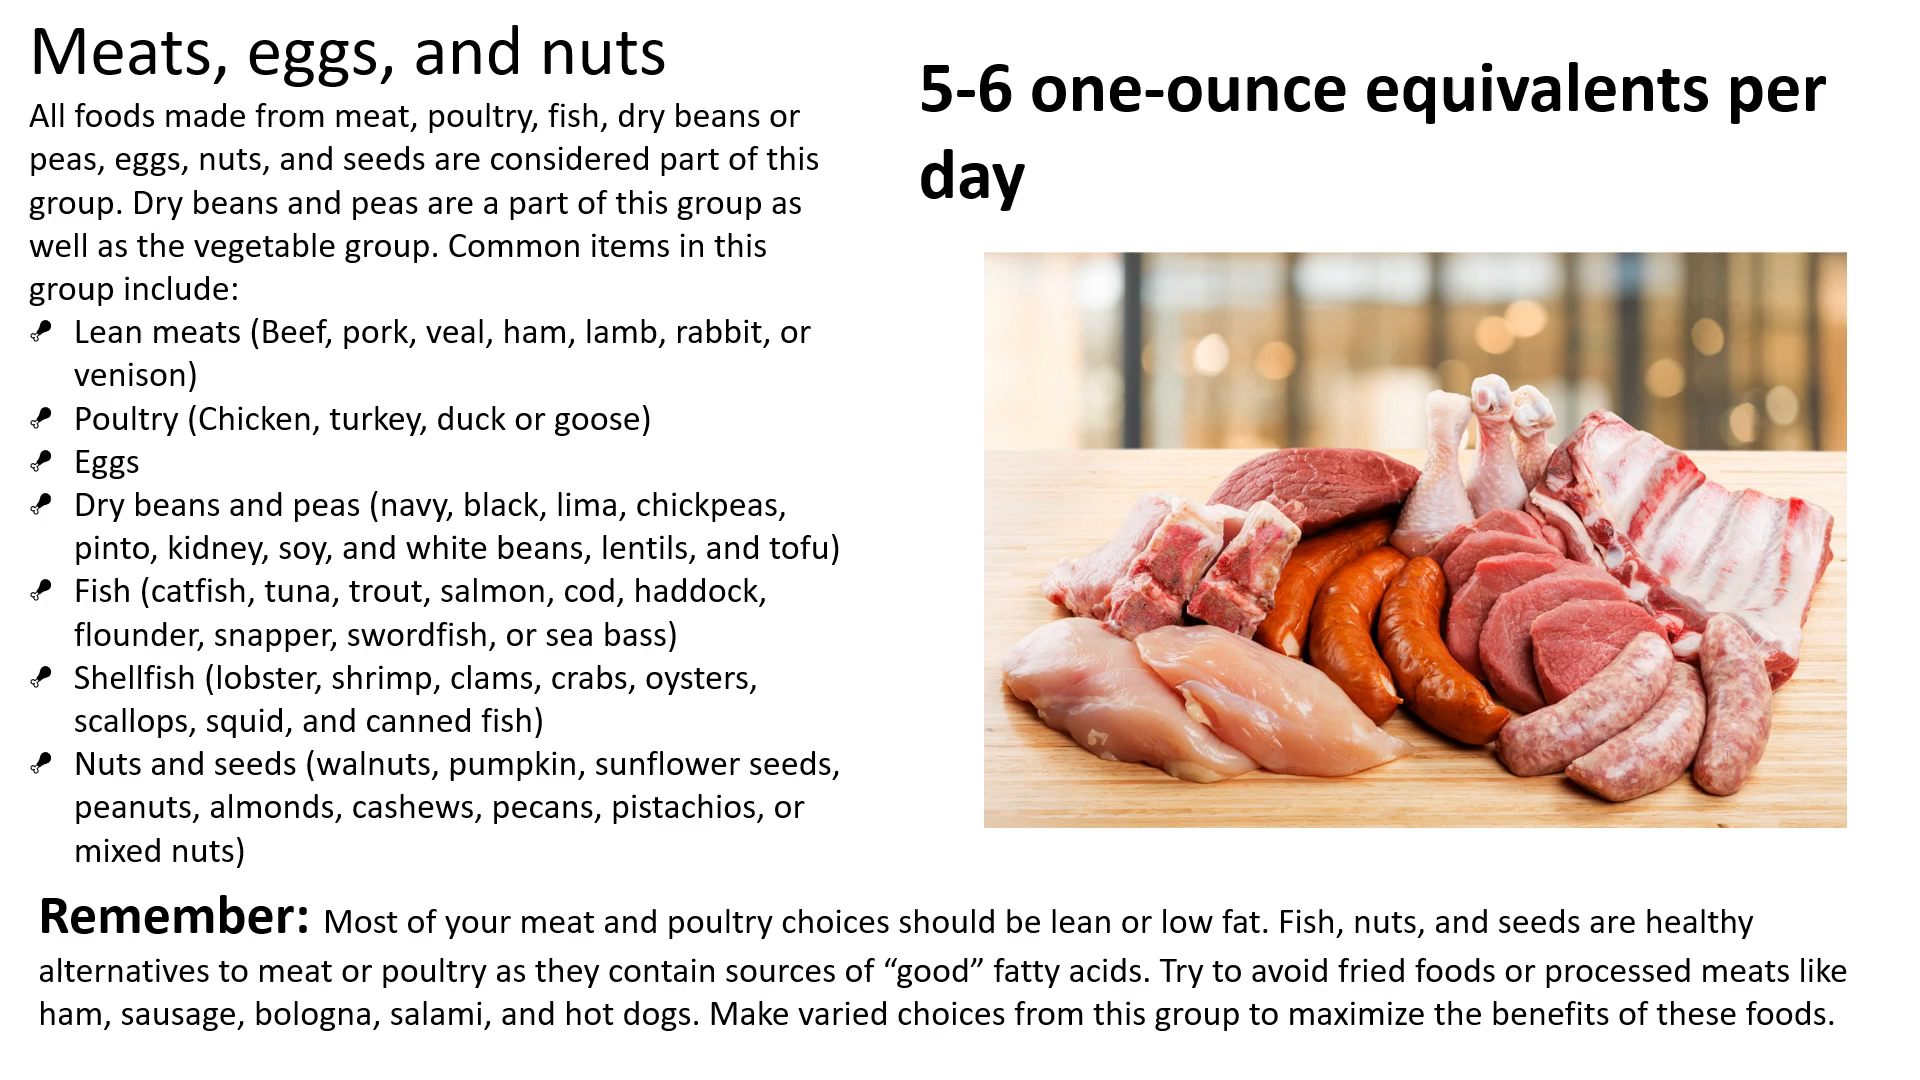 Meats, eggs, and nuts
All foods made from meat, poultry, fish, dry beans or
peas, eggs, nuts, and seeds are considered part of this
group. Dry beans and peas are a part of this group as
well as the vegetable group. Common items in this
group include:
Lean meats (Beef, pork, veal, ham, lamb, rabbit, or
venison)
Poultry (Chicken, turkey, duck or goose)
Eggs
Dry beans and peas (navy, black, lima, chickpeas,
pinto, kidney, soy, and white beans, lentils, and tofu)
Fish (catfish, tuna, trout, salmon, cod, haddock,
flounder, snapper, swordfish, or sea bass)
Shellfish (lobster, shrimp, clams, crabs, oysters,
scallops, squid, and canned fish)
Nuts and seeds (walnuts, pumpkin, sunflower seeds,
peanuts, almonds, cashews, pecans, pistachios, or
mixed nuts)
5-6 one-ounce equivalents per
day
Remember: Most of your meat and poultry choices should be lean or low fat. Fish, nuts, and seeds are healthy
alternatives to meat or poultry as they contain sources of “good” fatty acids. Try to avoid fried foods or processed meats like
ham, sausage, bologna, salami, and hot dogs. Make varied choices from this group to maximize the benefits of these foods.